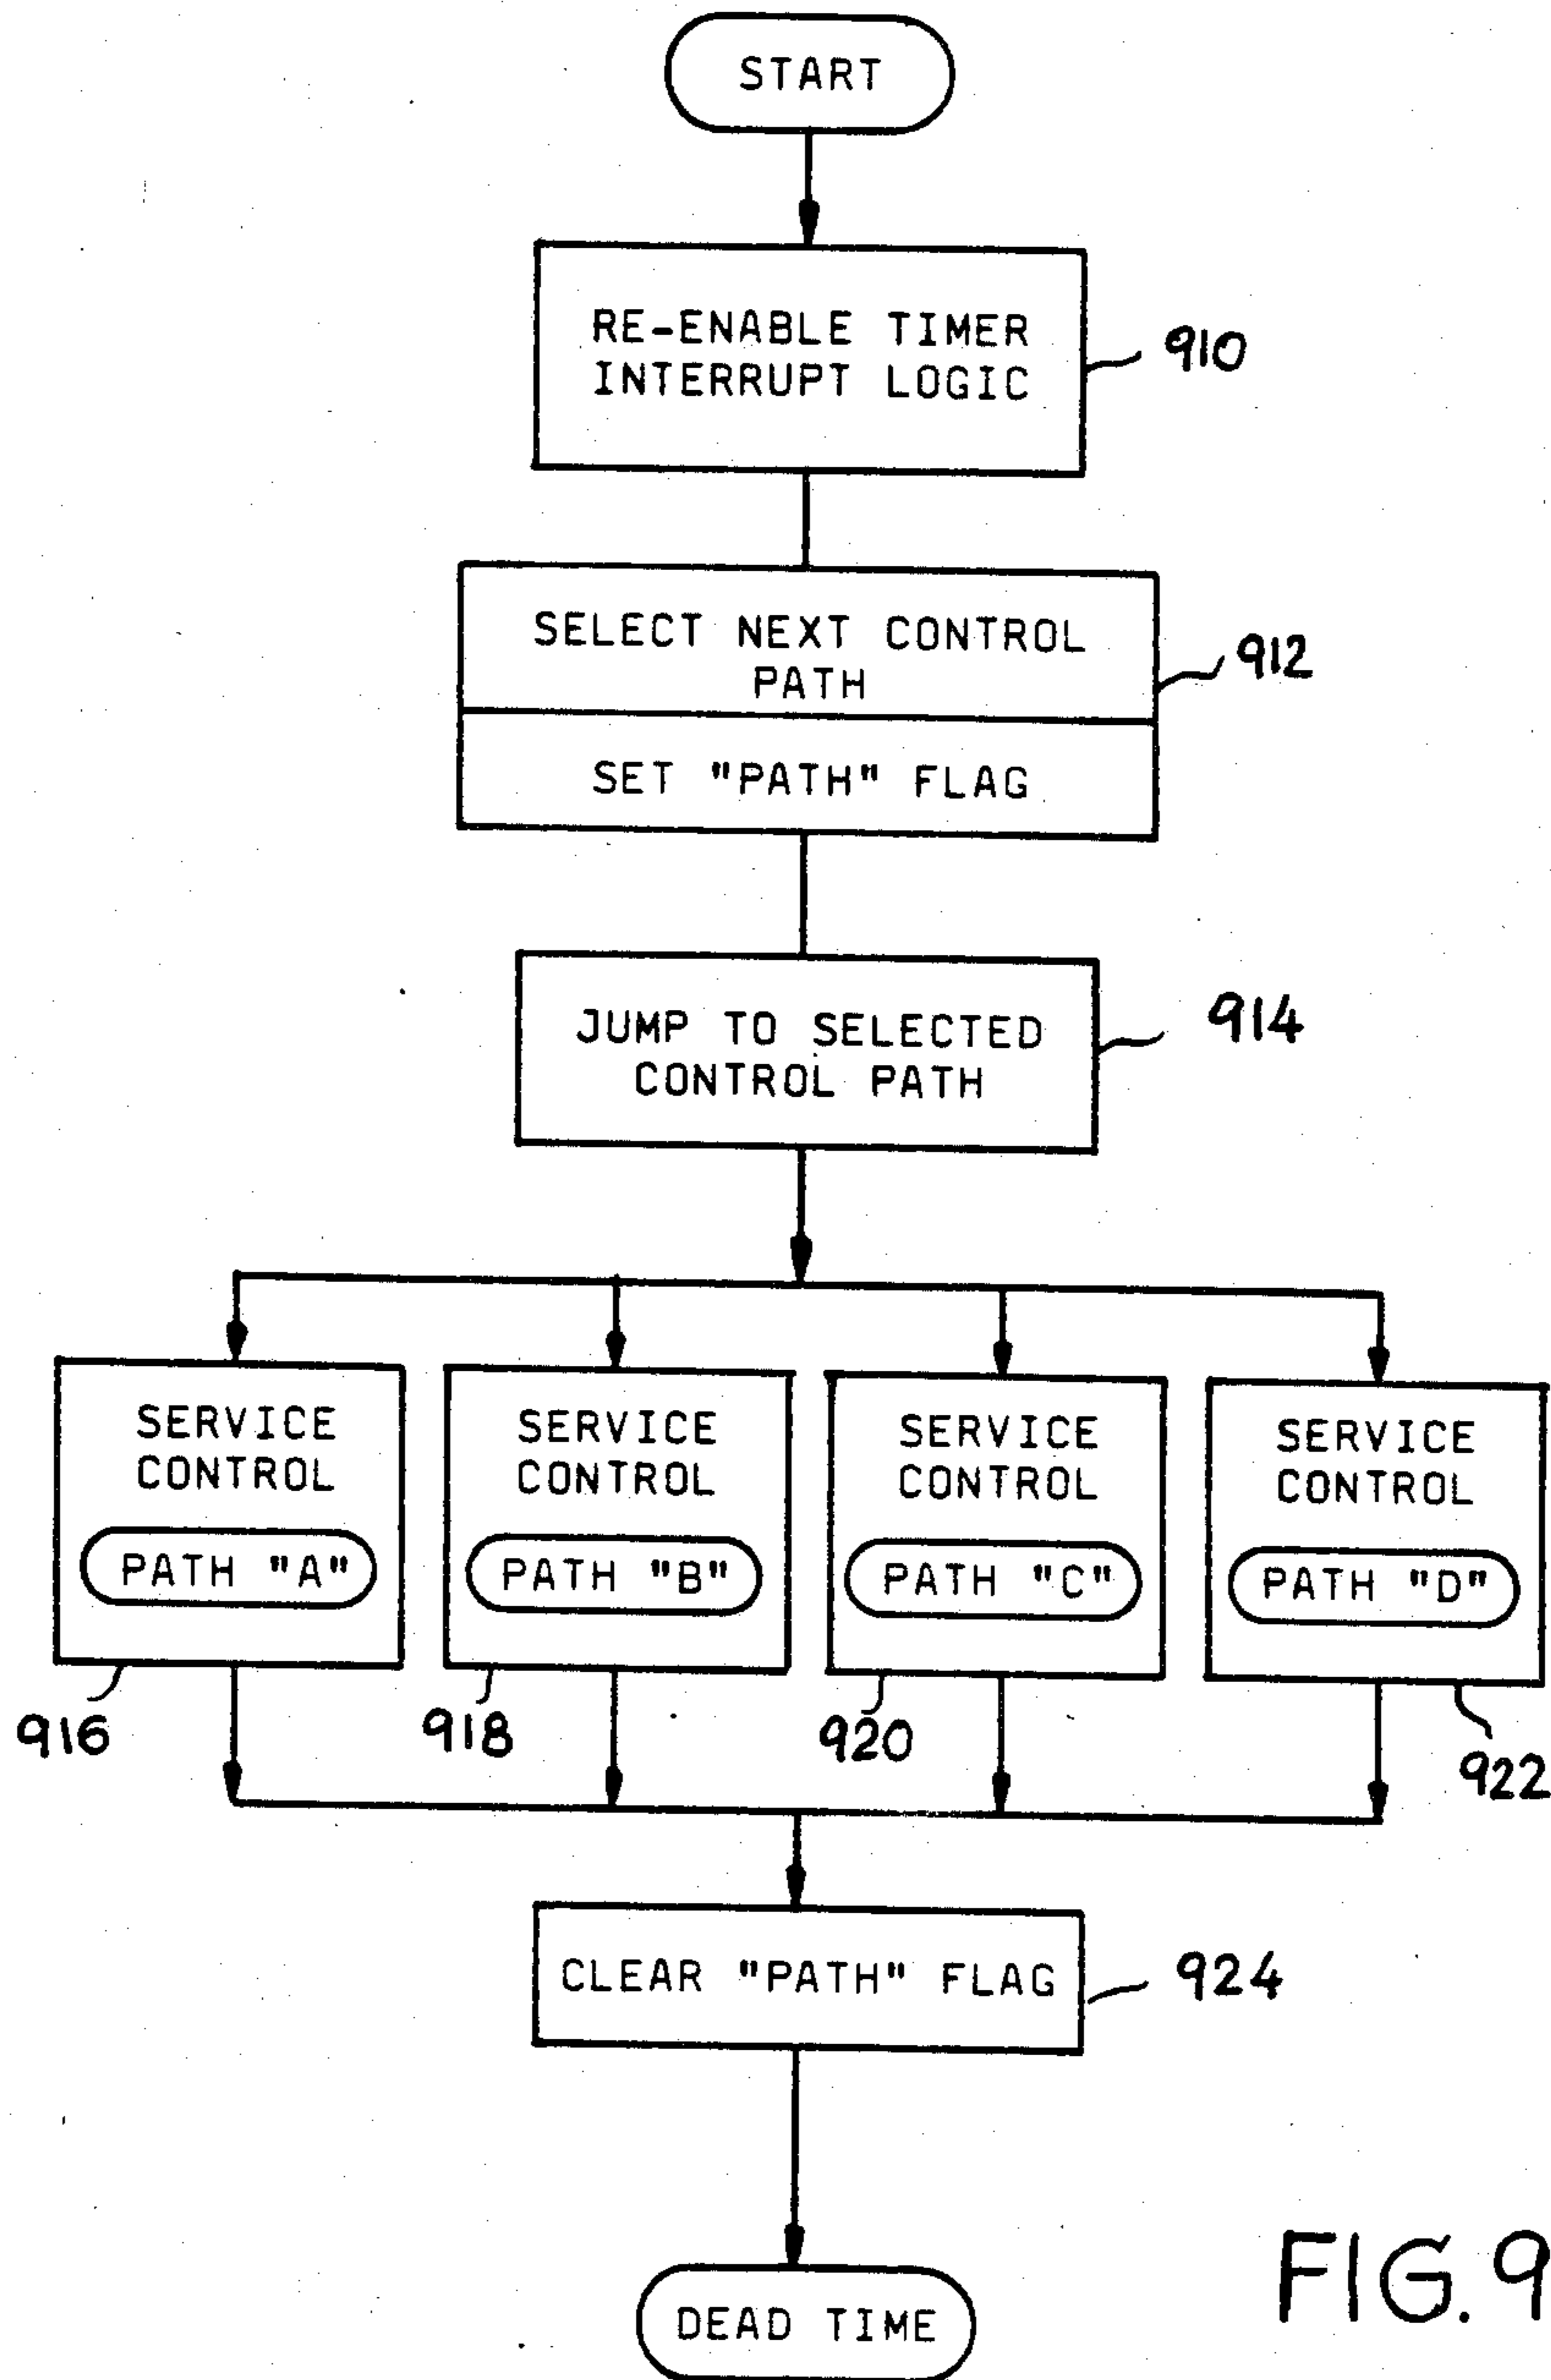 START
RE-ENABLE TIMER
INTERRUPT LOGIC
910
SELECT NEXT CONTROL
PATH
912
SET "PATH" FLAG
JUMP TO SELECTED
CONTROL PATH
914
SERVICE
CONTROL
PATH "A"
916
SERVICE
CONTROL
PATH "B"
918
SERVICE
CONTROL
PATH "C"
920
SERVICE
CONTROL
PATH "D"
922
CLEAR "PATH" FLAG
924
DEAD TIME
FIG. 9